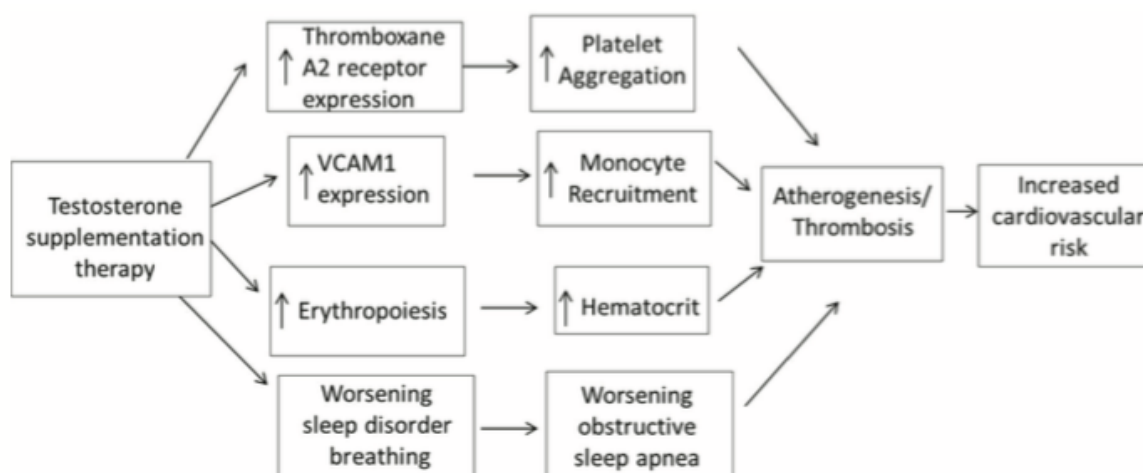 Testosterone
supplementation
therapy
↑ Thromboxane
A2 receptor
expression
↑ Platelet
Aggregation
↑ VCAM1
expression
↑ Monocyte
Recruitment
↑ Erythropoiesis
↑ Hematocrit
Worsening
sleep disorder
breathing
Worsening
obstructive
sleep apnea
Atherogenesis/
Thrombosis
Increased
cardiovascular
risk